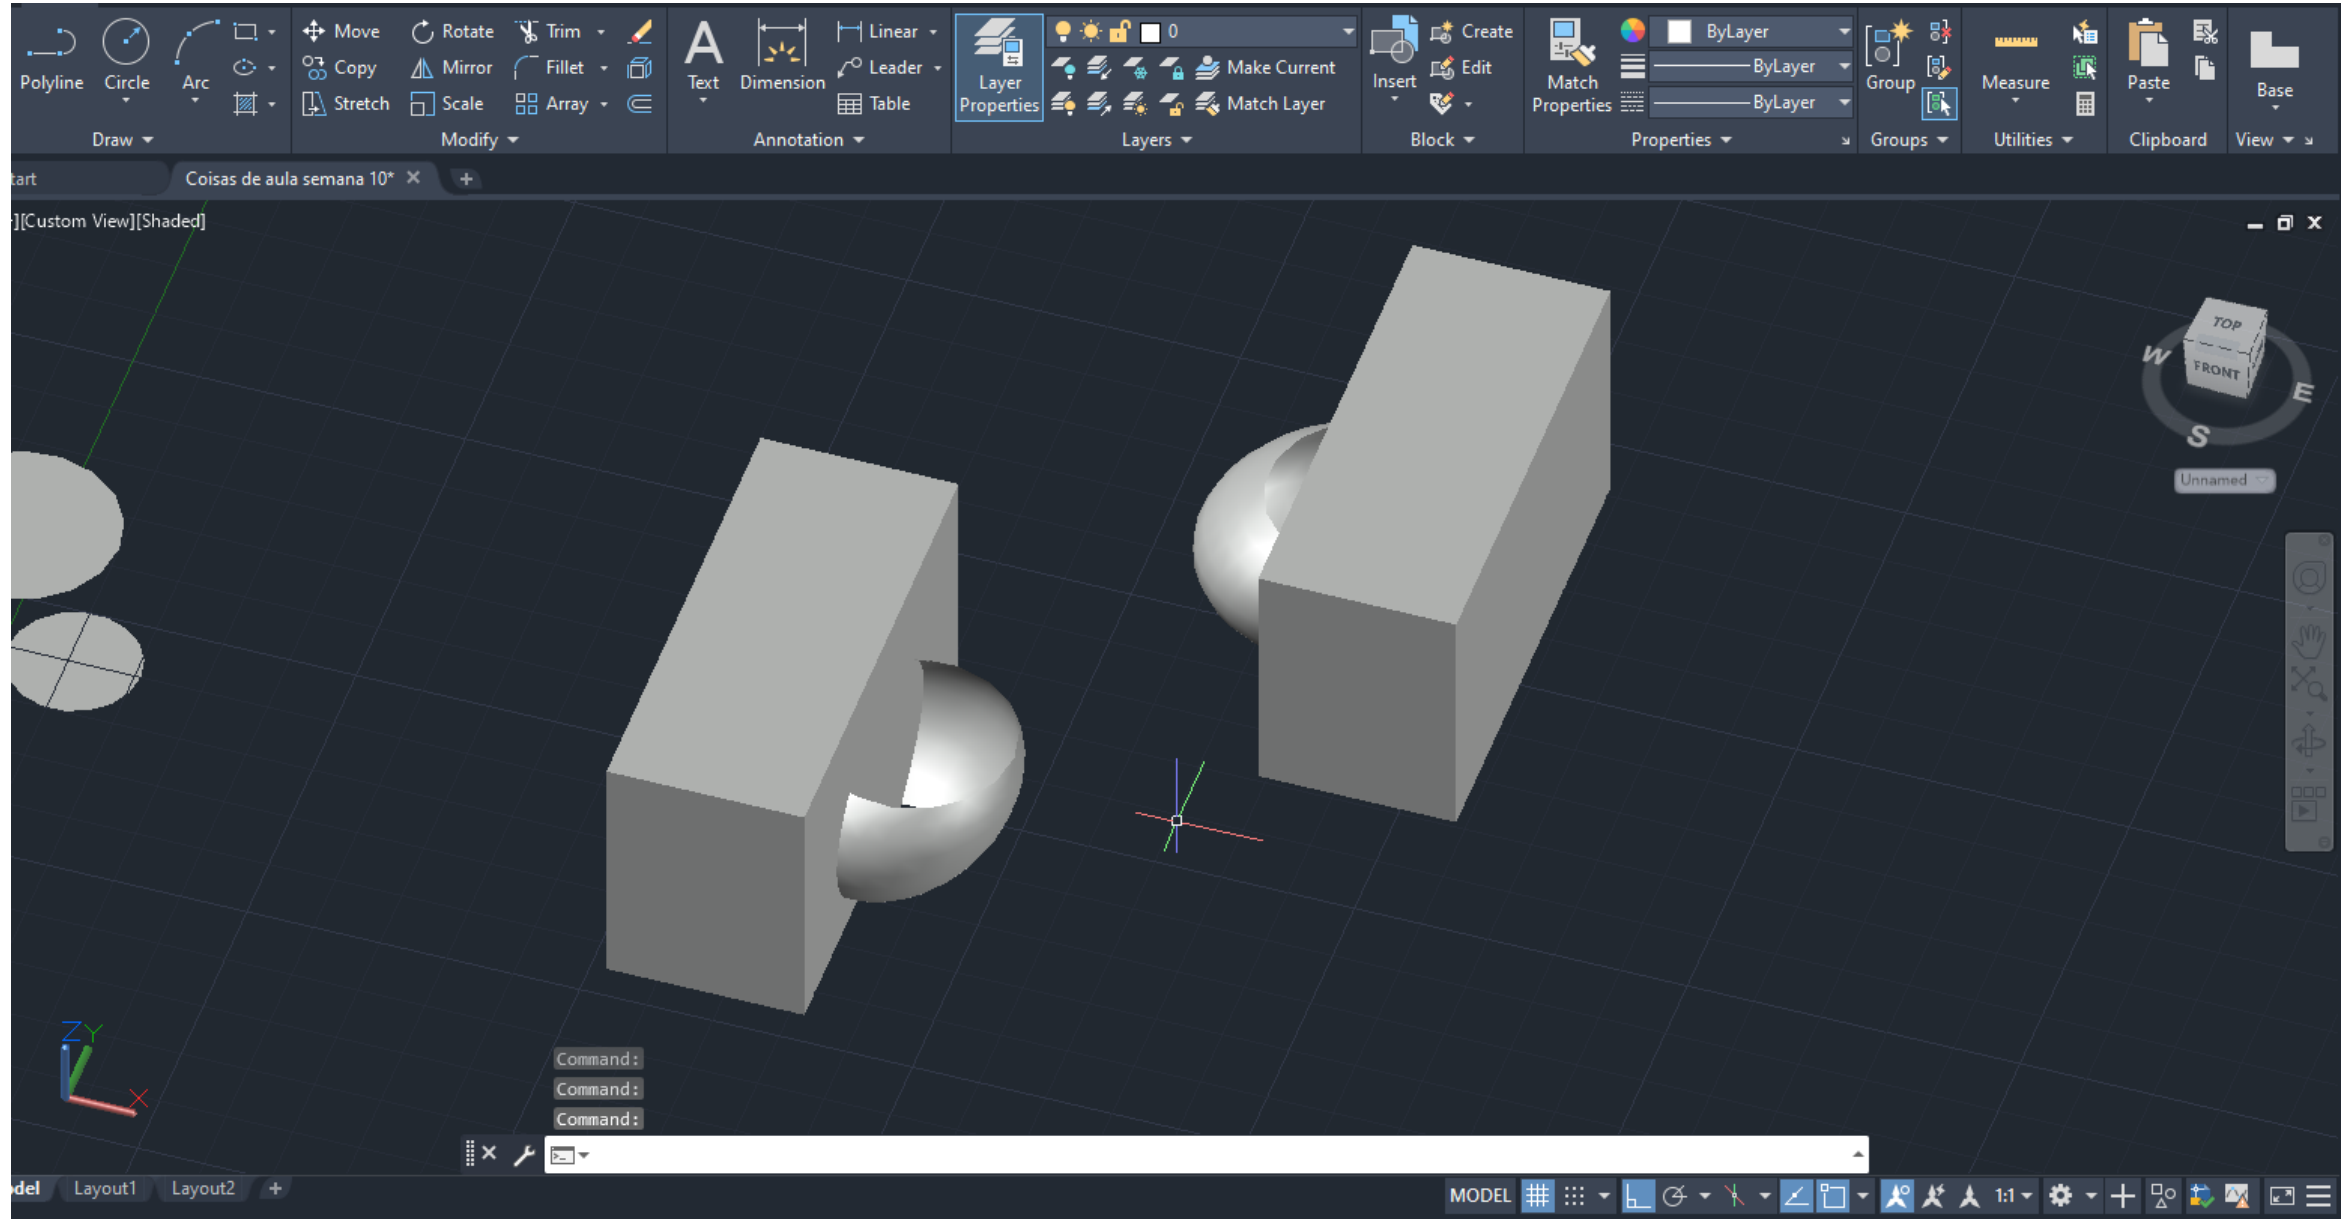 Polyline
Circle
Arc
Move
Rotate
Trim
Copy
Mirror
Fillet
Stretch
Scale
Array
Text
Dimension
Linear
Leader
Table
Layer
Properties
0
Make Current
Match Layer
Insert
Create
Edit
Match
Properties
ByLayer
ByLayer
ByLayer
Group
Measure
Paste
Base
Draw
Modify
Annotation
Layers
Block
Properties
Groups
Utilities
Clipboard
View
tart
Coisas de aula semana 10*
][Custom View][Shaded]
TOP
FRONT
W
E
S
Unnamed
Z
Y
X
Command:
Command:
Command:
del
Layout1
Layout2
MODEL
1:1